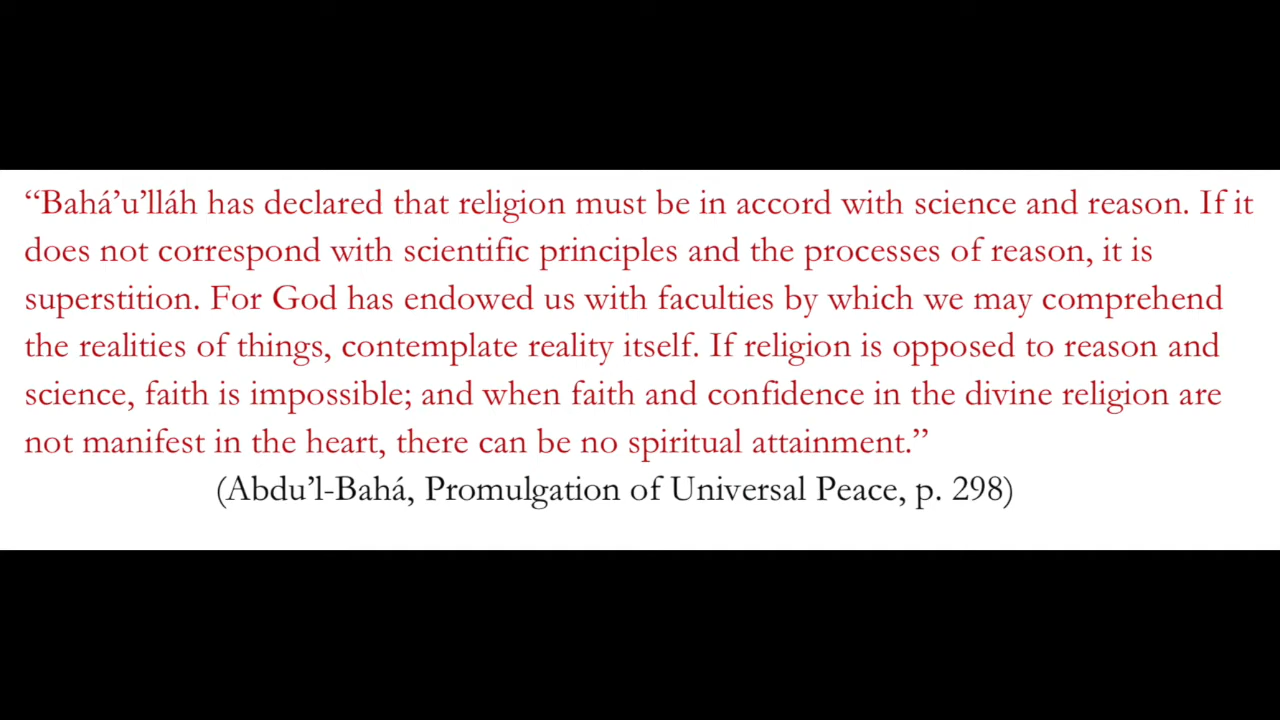 “Bahá’u’lláh has declared that religion must be in accord with science and reason. If it
does not correspond with scientific principles and the processes of reason, it is
superstition. For God has endowed us with faculties by which we may comprehend
the realities of things, contemplate reality itself. If religion is opposed to reason and
science, faith is impossible; and when faith and confidence in the divine religion are
not manifest in the heart, there can be no spiritual attainment.”
(Abdu’l-Bahá, Promulgation of Universal Peace, p. 298)